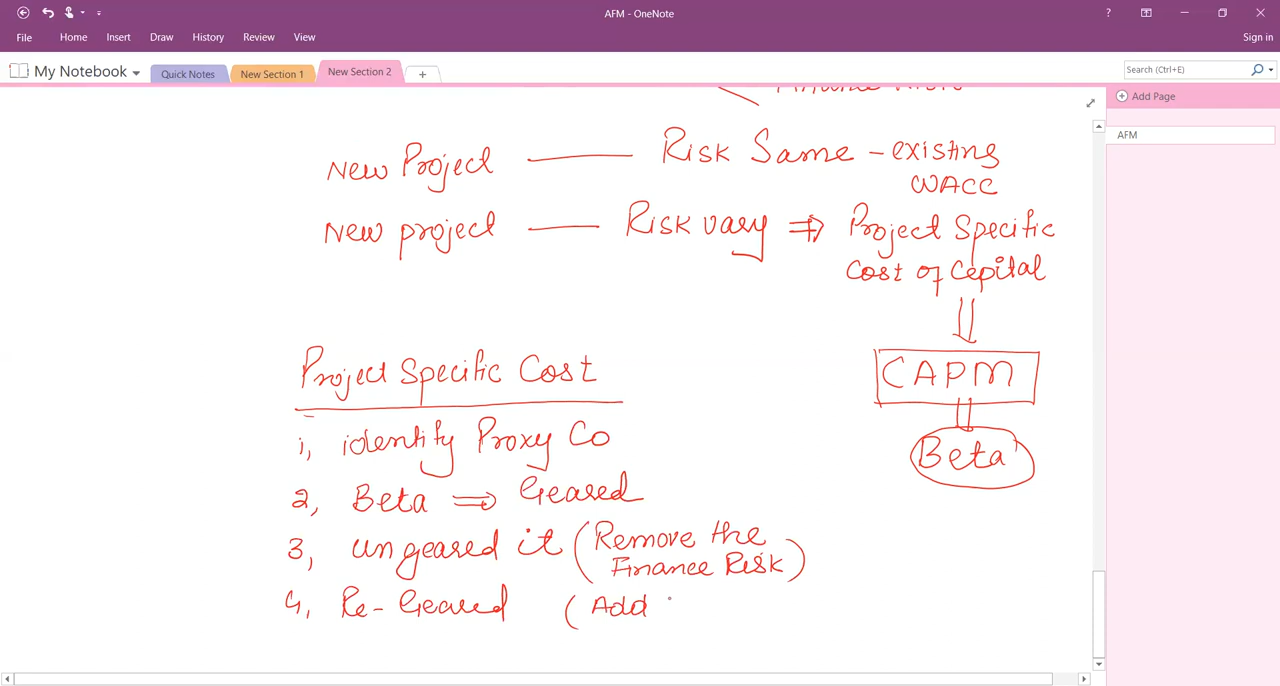 AFM - OneNote
?
File Home Insert Draw History Review View
Sign in
My Notebook
Quick Notes
New Section 1
New Section 2
+
Search (Ctrl+E)
Add Page
AFM
New Project Risk Same - existing
WACC
New project Risk vary ⇒ Project Specific
Cost of Cepital
CAPM
Beta
Project Specific Cost
1, identify Proxy Co
2, Beta ⇒ Geared
3, ungeared it (Remove the
Finance Risk)
4, Re-Geared (Add